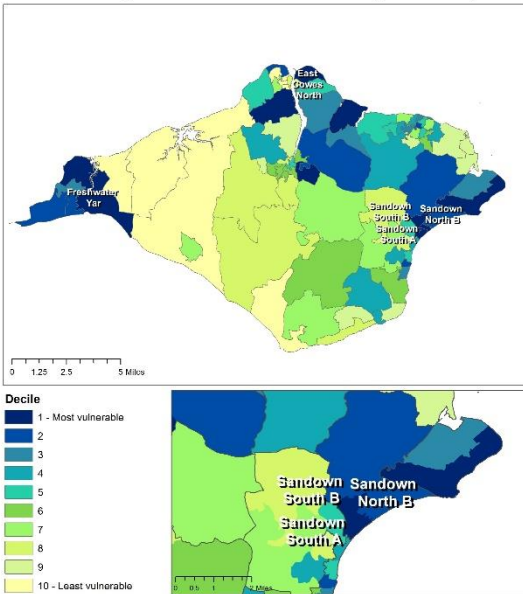 East
Cowes
North
Freshwater
Yar
Sandown
South B
Sandown
North B
Sandown
South A
0 1.25 2.5 5 Miles
Decile
1 - Most vulnerable
2
3
4
5
6
7
8
9
10 - Least vulnerable
Sandown
South B
Sandown
North B
Sandown
South A
0 0.5 1 2 Miles